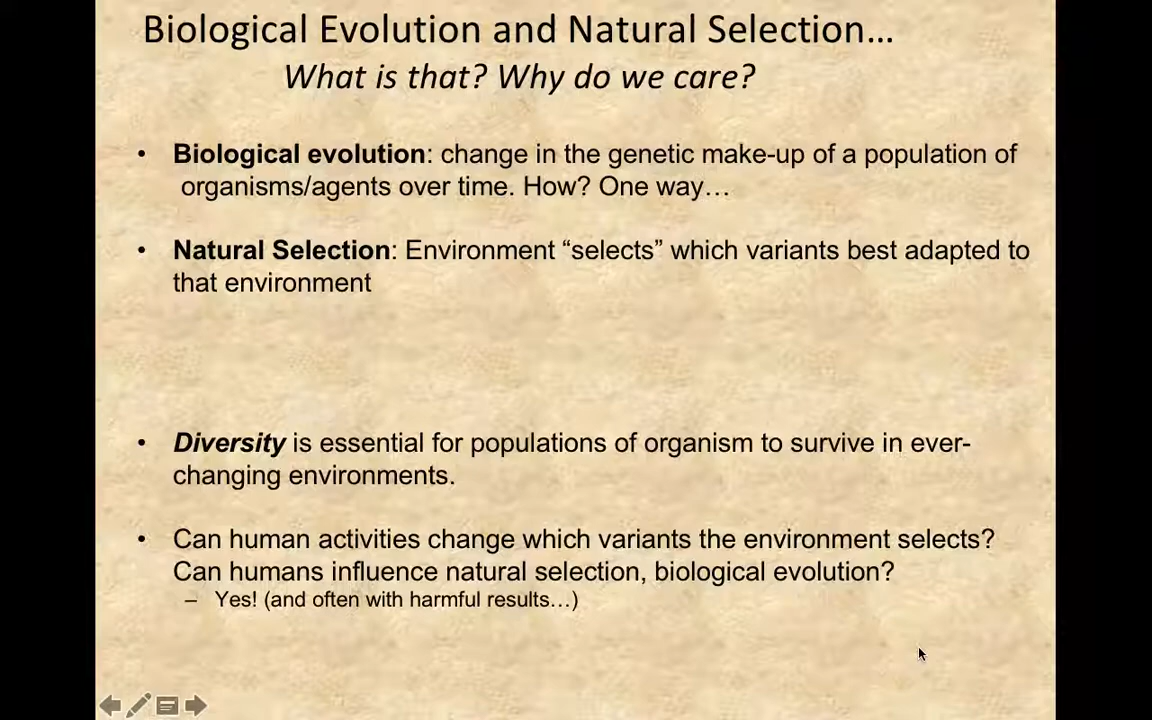 Biological Evolution and Natural Selection…
What is that? Why do we care?
• Biological evolution: change in the genetic make-up of a population of
organisms/agents over time. How? One way…
• Natural Selection: Environment “selects” which variants best adapted to
that environment
• Diversity is essential for populations of organism to survive in ever-
changing environments.
• Can human activities change which variants the environment selects?
Can humans influence natural selection, biological evolution?
– Yes! (and often with harmful results…)